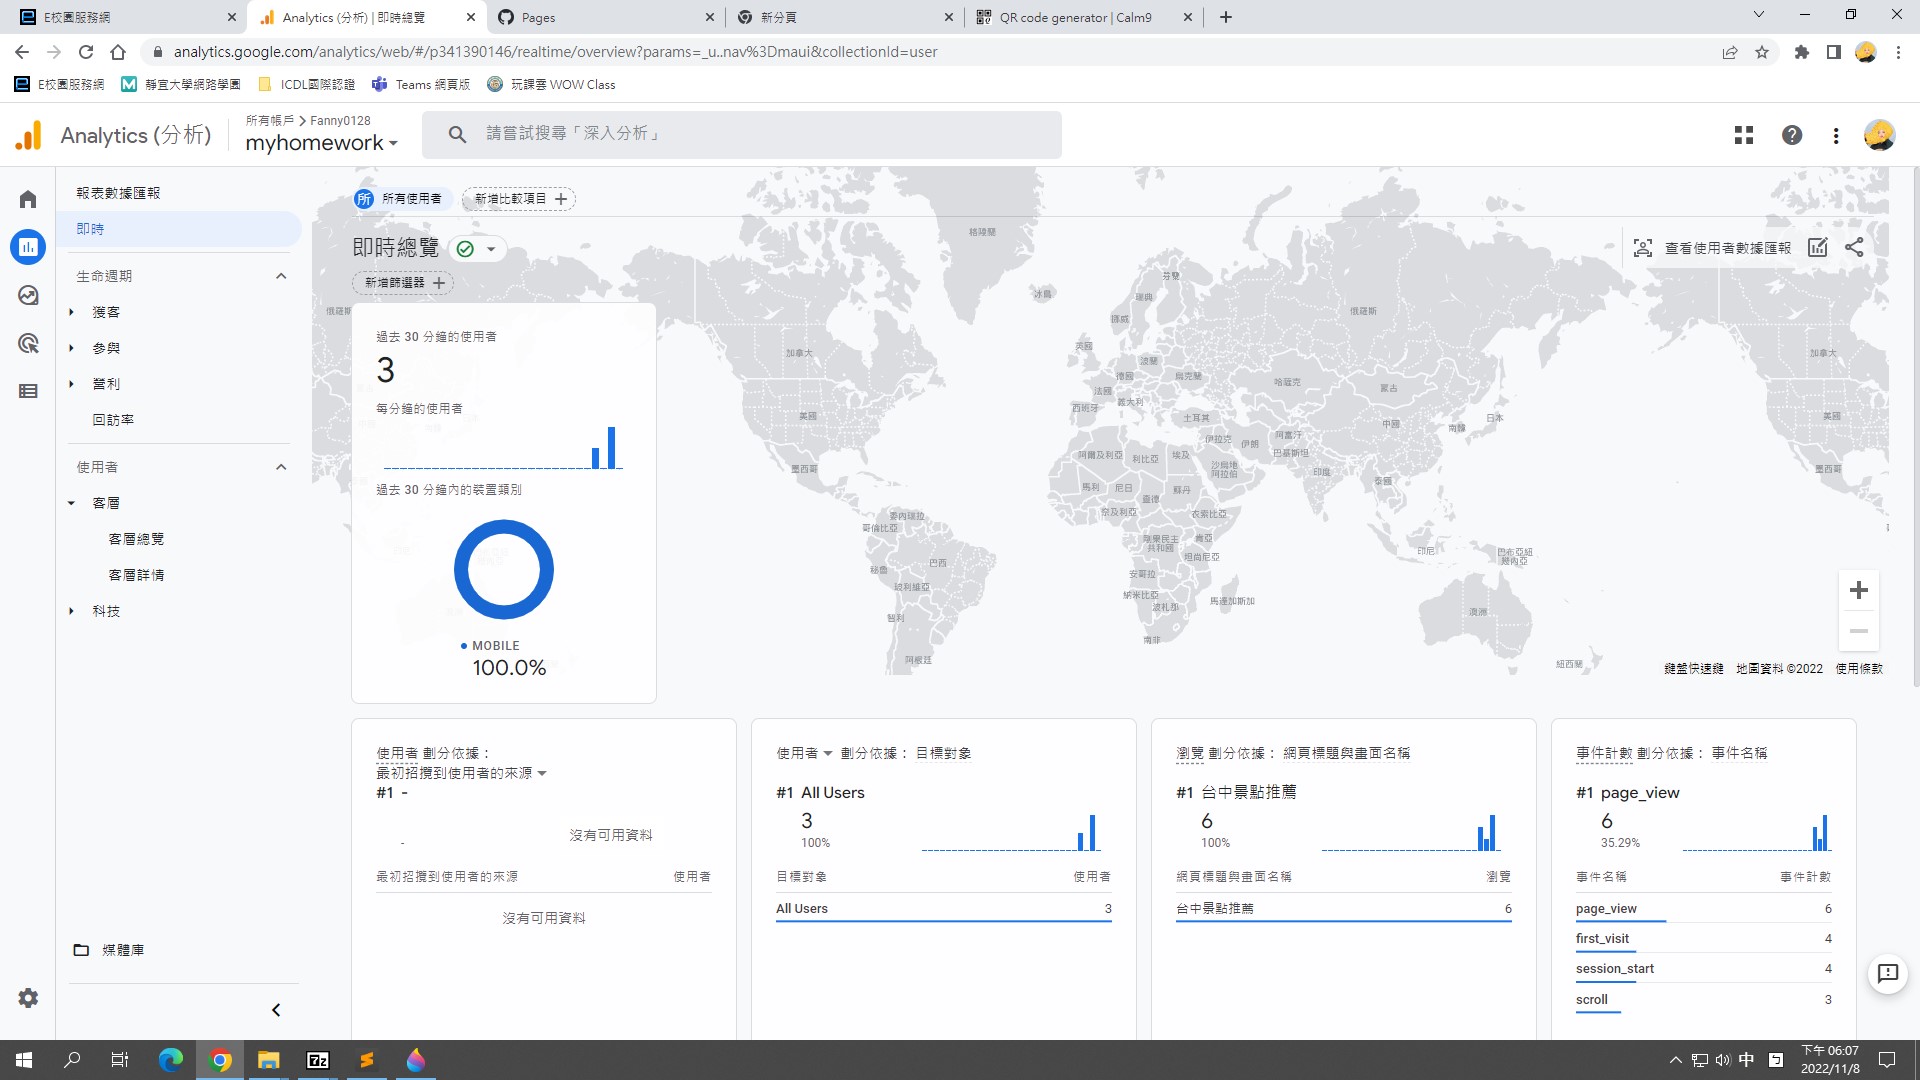 E校園服務網
Analytics (分析) | 即時總覽
Pages
新分頁
QR code generator | Calm9
analytics.google.com/analytics/web/#/p341390146/realtime/overview?params=_u..nav%3Dmaui&collectionId=user
E校園服務網
靜宜大學網路學園
ICDL國際認證
Teams 網頁版
玩課雲 WOW Class
Analytics (分析)
所有帳戶 > Fanny0128
myhomework
請嘗試搜尋「深入分析」
報表數據匯報
即時
生命週期
獲客
參與
營利
回訪率
使用者
客層
客層總覽
客層詳情
科技
媒體庫
所 所有使用者
新增比較項目
即時總覽
查看使用者數據匯報
新增篩選器
過去 30 分鐘的使用者
3
每分鐘的使用者
過去 30 分鐘內的裝置類別
MOBILE
100.0%
格陵蘭
冰島
芬蘭
瑞典
挪威
俄羅斯
俄羅斯
英國
波蘭
德國
烏克蘭
法國
義大利
西班牙
土耳其
哈薩克
蒙古
中國
南韓
日本
加拿大
美國
墨西哥
加拿大
美國
墨西哥
伊拉克
伊朗
阿富汗
巴基斯坦
阿爾及利亞
利比亞
埃及
沙烏地
阿拉伯
印度
泰國
馬利
尼日
查德
蘇丹
奈及利亞
衣索比亞
剛果民主
共和國
肯亞
坦尚尼亞
安哥拉
納米比亞
波札那
馬達加斯加
南非
委內瑞拉
哥倫比亞
巴西
秘魯
玻利維亞
智利
阿根廷
印尼
巴布亞紐
幾內亞
澳洲
紐西蘭
鍵盤快速鍵
地圖資料 ©2022
使用條款
使用者 劃分依據：
最初招攬到使用者的來源
#1 -
-
沒有可用資料
最初招攬到使用者的來源
使用者
沒有可用資料
使用者 劃分依據： 目標對象
#1 All Users
3
100%
目標對象
使用者
All Users
3
瀏覽 劃分依據： 網頁標題與畫面名稱
#1 台中景點推薦
6
100%
網頁標題與畫面名稱
瀏覽
台中景點推薦
6
事件計數 劃分依據： 事件名稱
#1 page_view
6
35.29%
事件名稱
事件計數
page_view
6
first_visit
4
session_start
4
scroll
3
7z
中
下午 06:07
2022/11/8